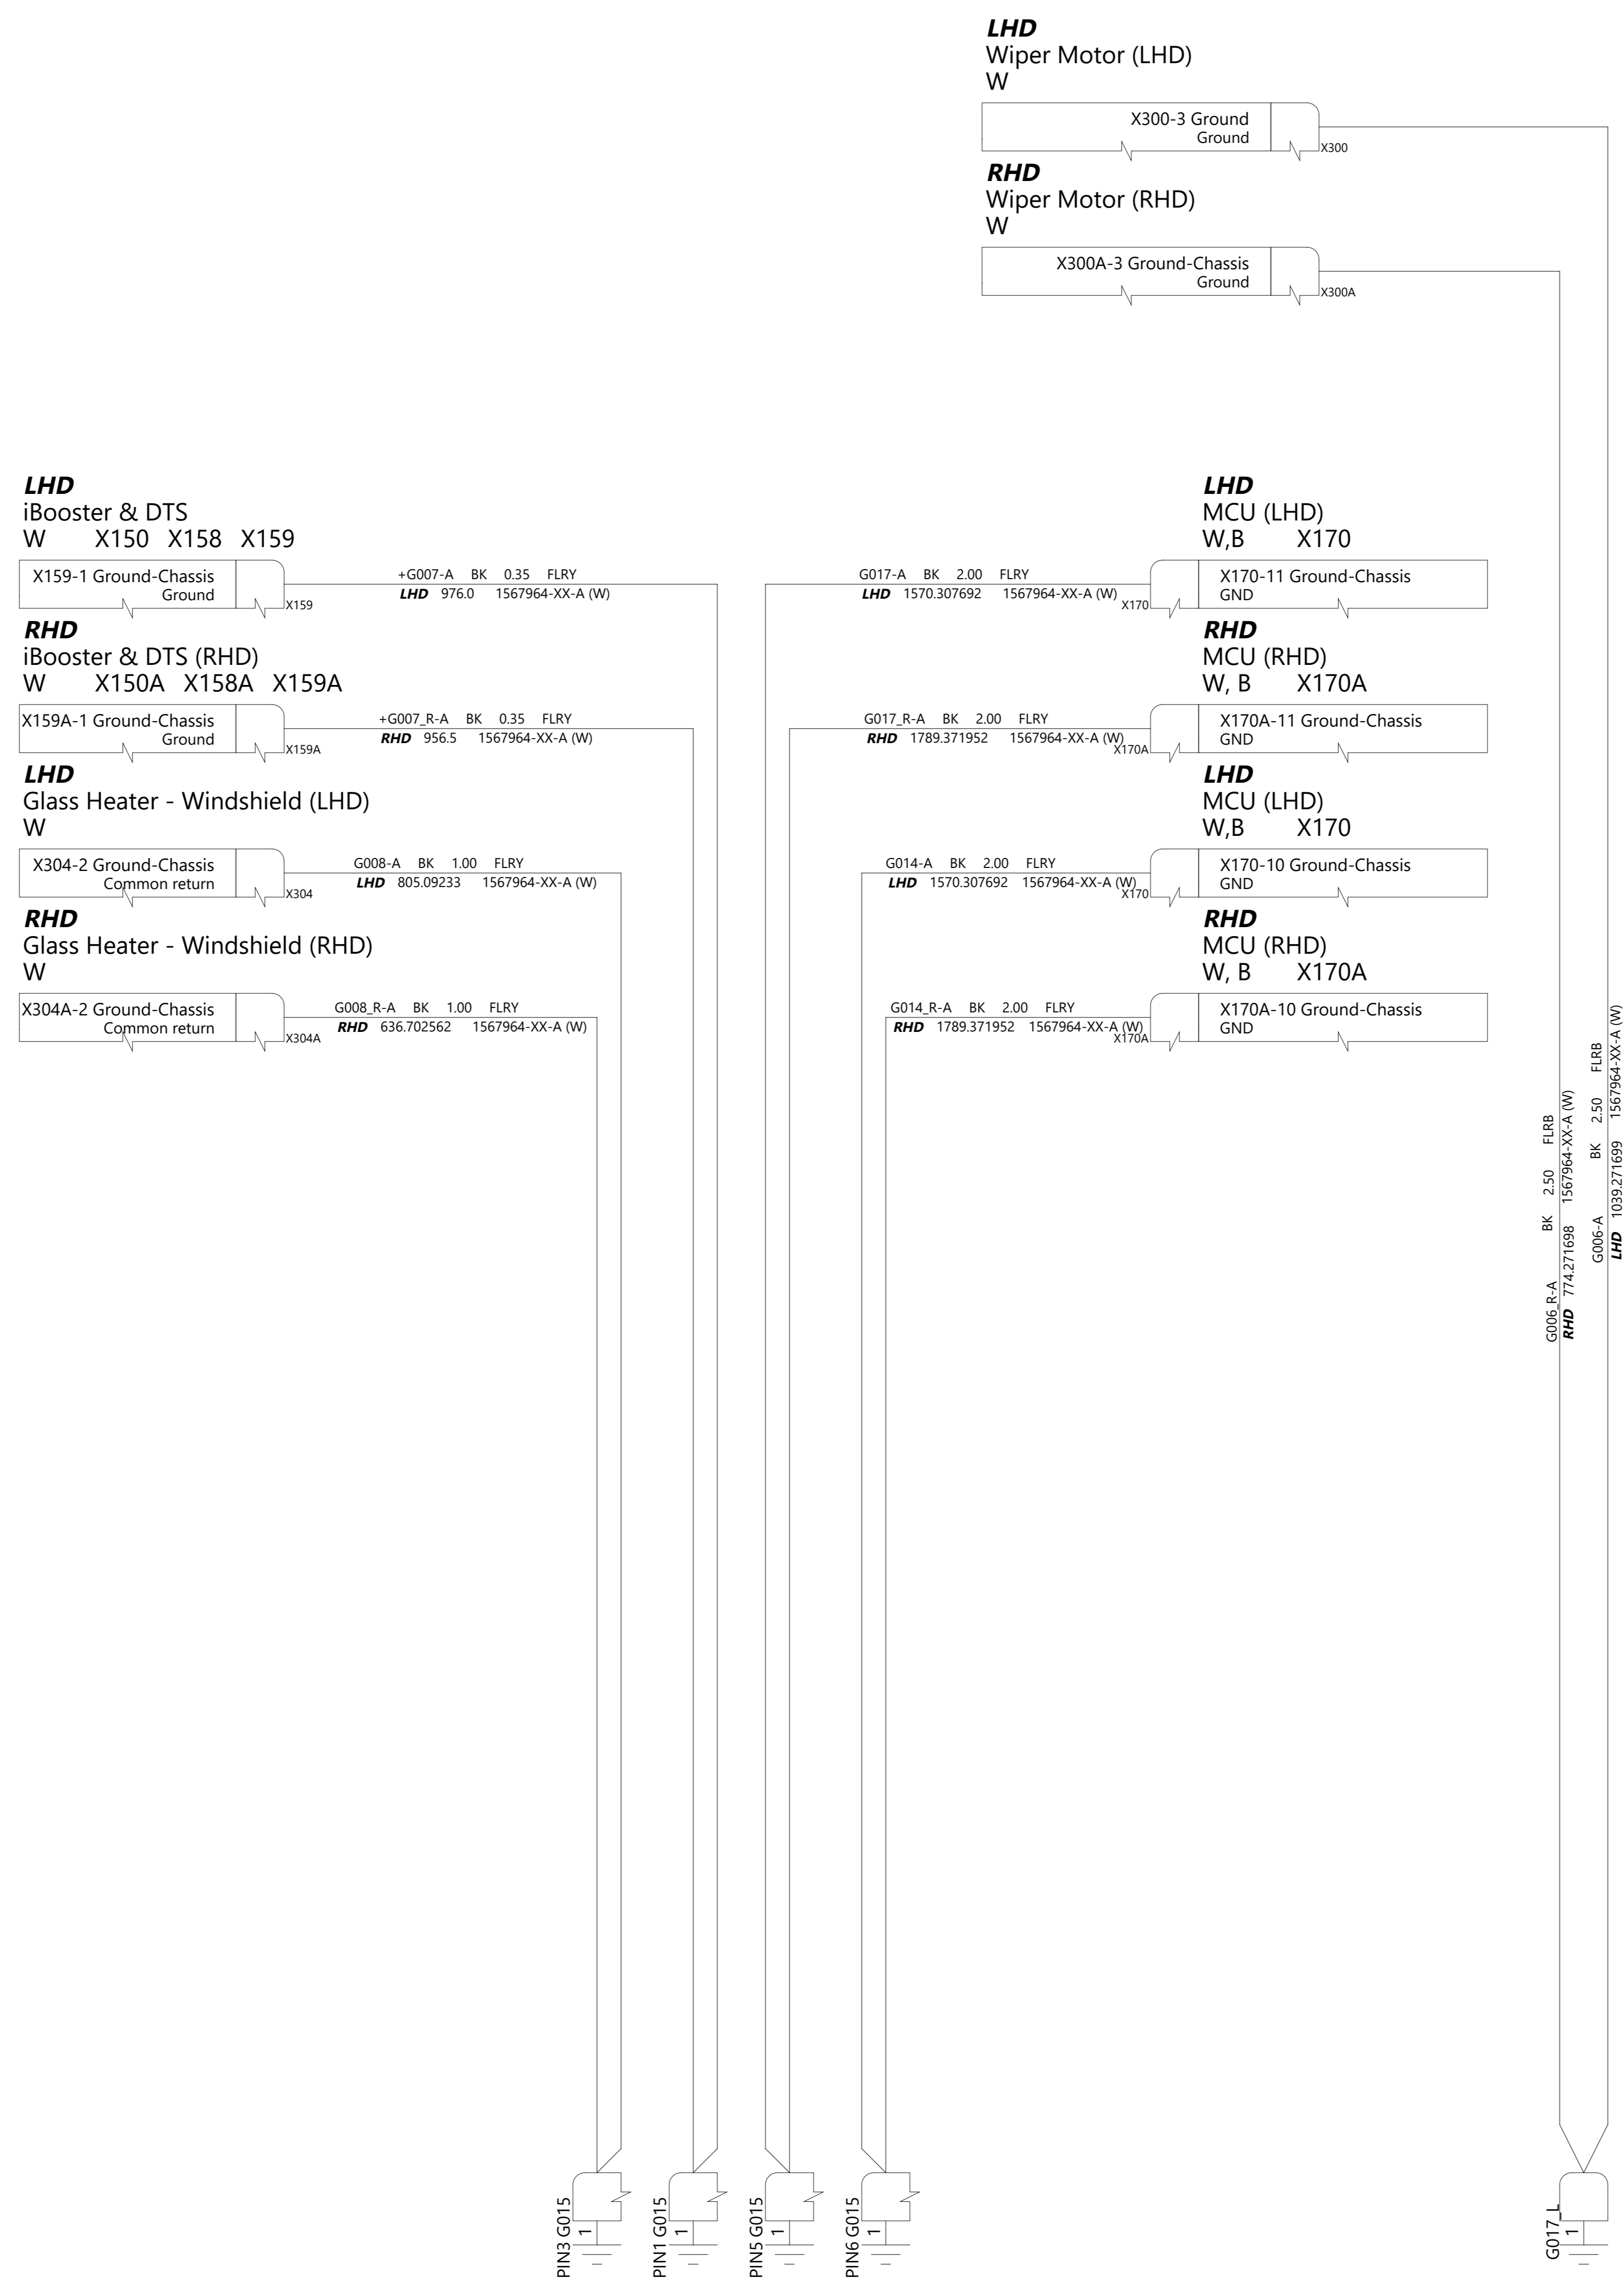 LHD
Wiper Motor (LHD)
W
X300-3 Ground
Ground
X300
RHD
Wiper Motor (RHD)
W
X300A-3 Ground-Chassis
Ground
X300A
LHD
iBooster & DTS
W X150 X158 X159
X159-1 Ground-Chassis
Ground
X159
+G007-A BK 0.35 FLRY
LHD 976.0 1567964-XX-A (W)
RHD
iBooster & DTS (RHD)
W X150A X158A X159A
X159A-1 Ground-Chassis
Ground
X159A
+G007_R-A BK 0.35 FLRY
RHD 956.5 1567964-XX-A (W)
LHD
Glass Heater - Windshield (LHD)
W
X304-2 Ground-Chassis
Common return
X304
G008-A BK 1.00 FLRY
LHD 805.09233 1567964-XX-A (W)
RHD
Glass Heater - Windshield (RHD)
W
X304A-2 Ground-Chassis
Common return
X304A
G008_R-A BK 1.00 FLRY
RHD 636.702562 1567964-XX-A (W)
LHD
MCU (LHD)
W,B X170
G017-A BK 2.00 FLRY
LHD 1570.307692 1567964-XX-A (W)
X170
X170-11 Ground-Chassis
GND
RHD
MCU (RHD)
W, B X170A
G017_R-A BK 2.00 FLRY
RHD 1789.371952 1567964-XX-A (W)
X170A
X170A-11 Ground-Chassis
GND
LHD
MCU (LHD)
W,B X170
G014-A BK 2.00 FLRY
LHD 1570.307692 1567964-XX-A (W)
X170
X170-10 Ground-Chassis
GND
RHD
MCU (RHD)
W, B X170A
G014_R-A BK 2.00 FLRY
RHD 1789.371952 1567964-XX-A (W)
X170A
X170A-10 Ground-Chassis
GND
G006_R-A BK 2.50 FLRB
RHD 774.271698 1567964-XX-A (W)
G006-A BK 2.50 FLRB
LHD 1039.271699 1567964-XX-A (W)
PIN3 G015
1
PIN1 G015
1
PIN5 G015
1
PIN6 G015
1
G017_L
1